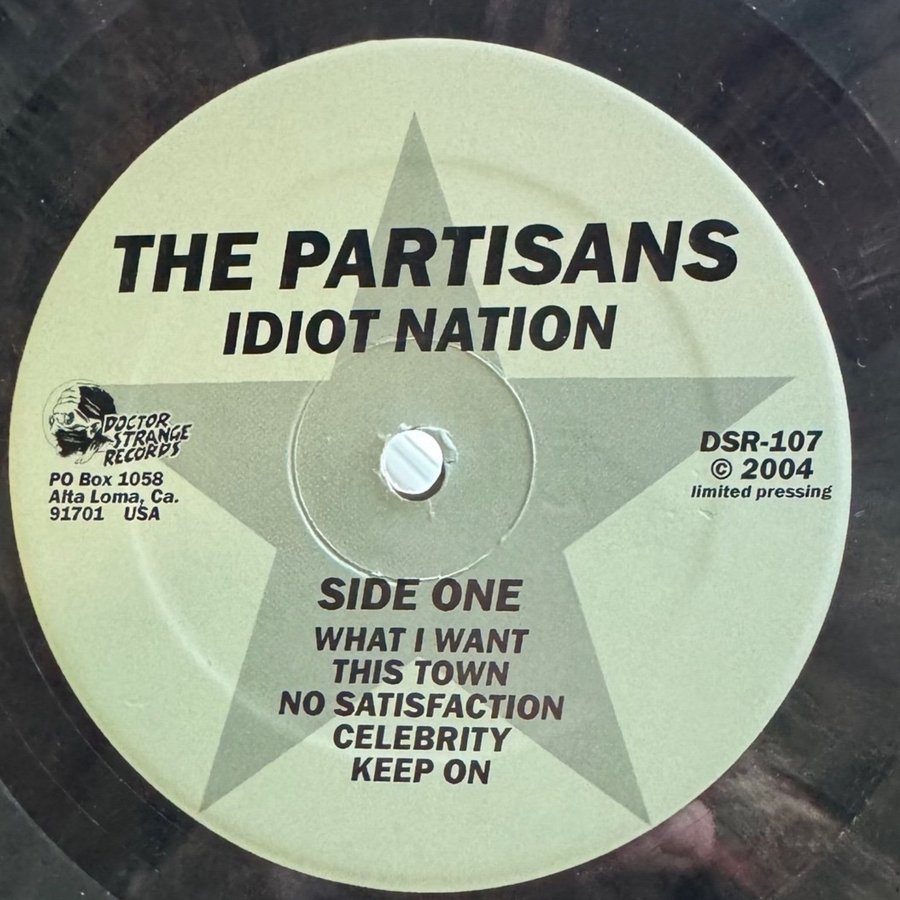 THE PARTISANS
IDIOT NATION
DOCTOR
STRANGE
RECORDS
PO Box 1058
Alta Loma, Ca.
91701 USA
DSR-107
© 2004
limited pressing
SIDE ONE
WHAT I WANT
THIS TOWN
NO SATISFACTION
CELEBRITY
KEEP ON